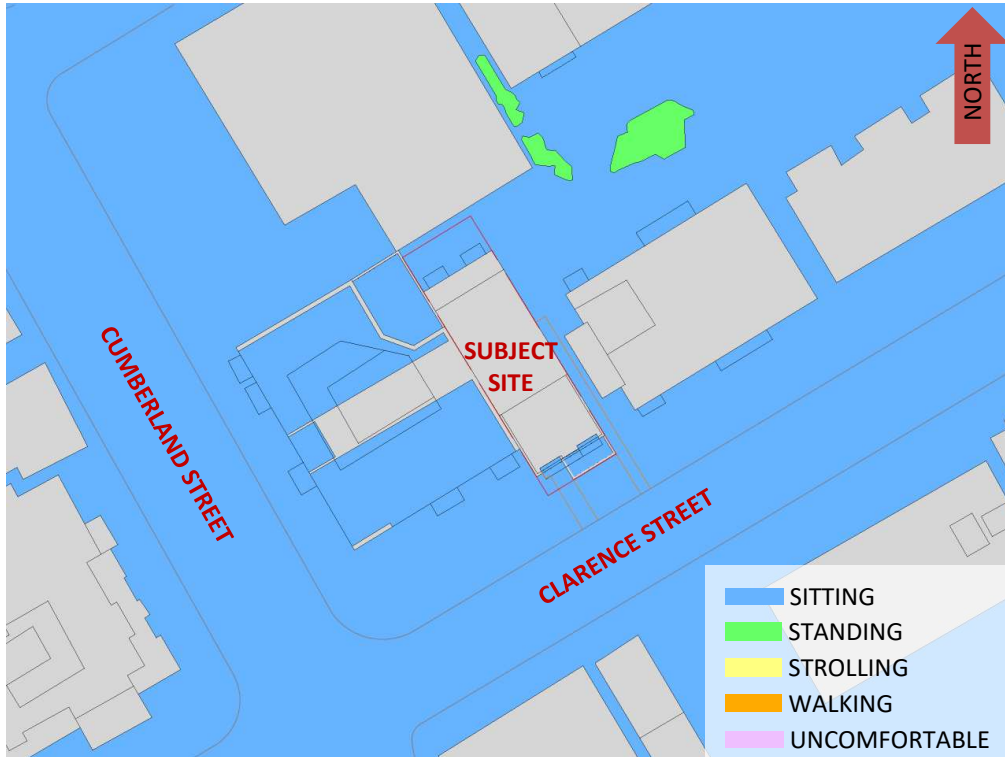 NORTH
CUMBERLAND STREET
SUBJECT
SITE
CLARENCE STREET
SITTING
STANDING
STROLLING
WALKING
UNCOMFORTABLE